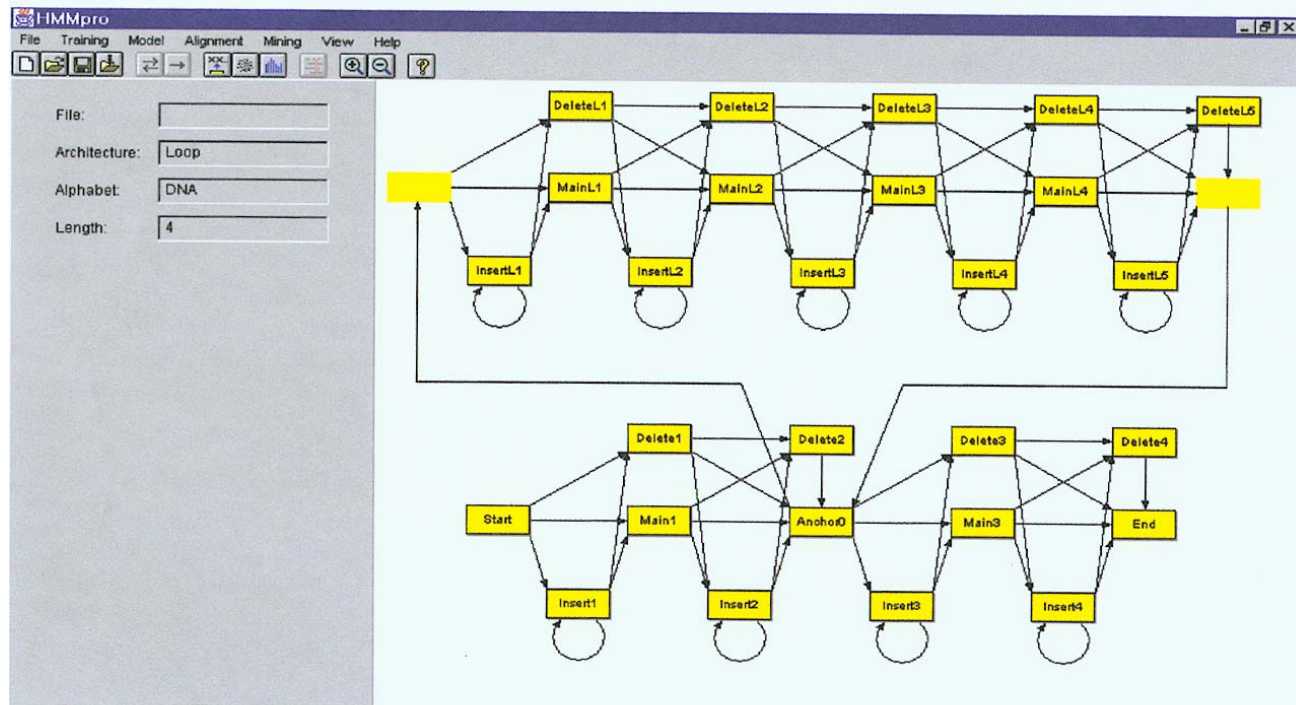 HMMpro
File Training Model Alignment Mining View Help
File:
Architecture: Loop
Alphabet: DNA
Length: 4
DeleteL1 DeleteL2 DeleteL3 DeleteL4 DeleteL5
MainL1 MainL2 MainL3 MainL4
InsertL1 InsertL2 InsertL3 InsertL4 InsertL5
Delete1 Delete2 Delete3 Delete4
Start Main1 Anchor0 Main3 End
Insert1 Insert2 Insert3 Insert4